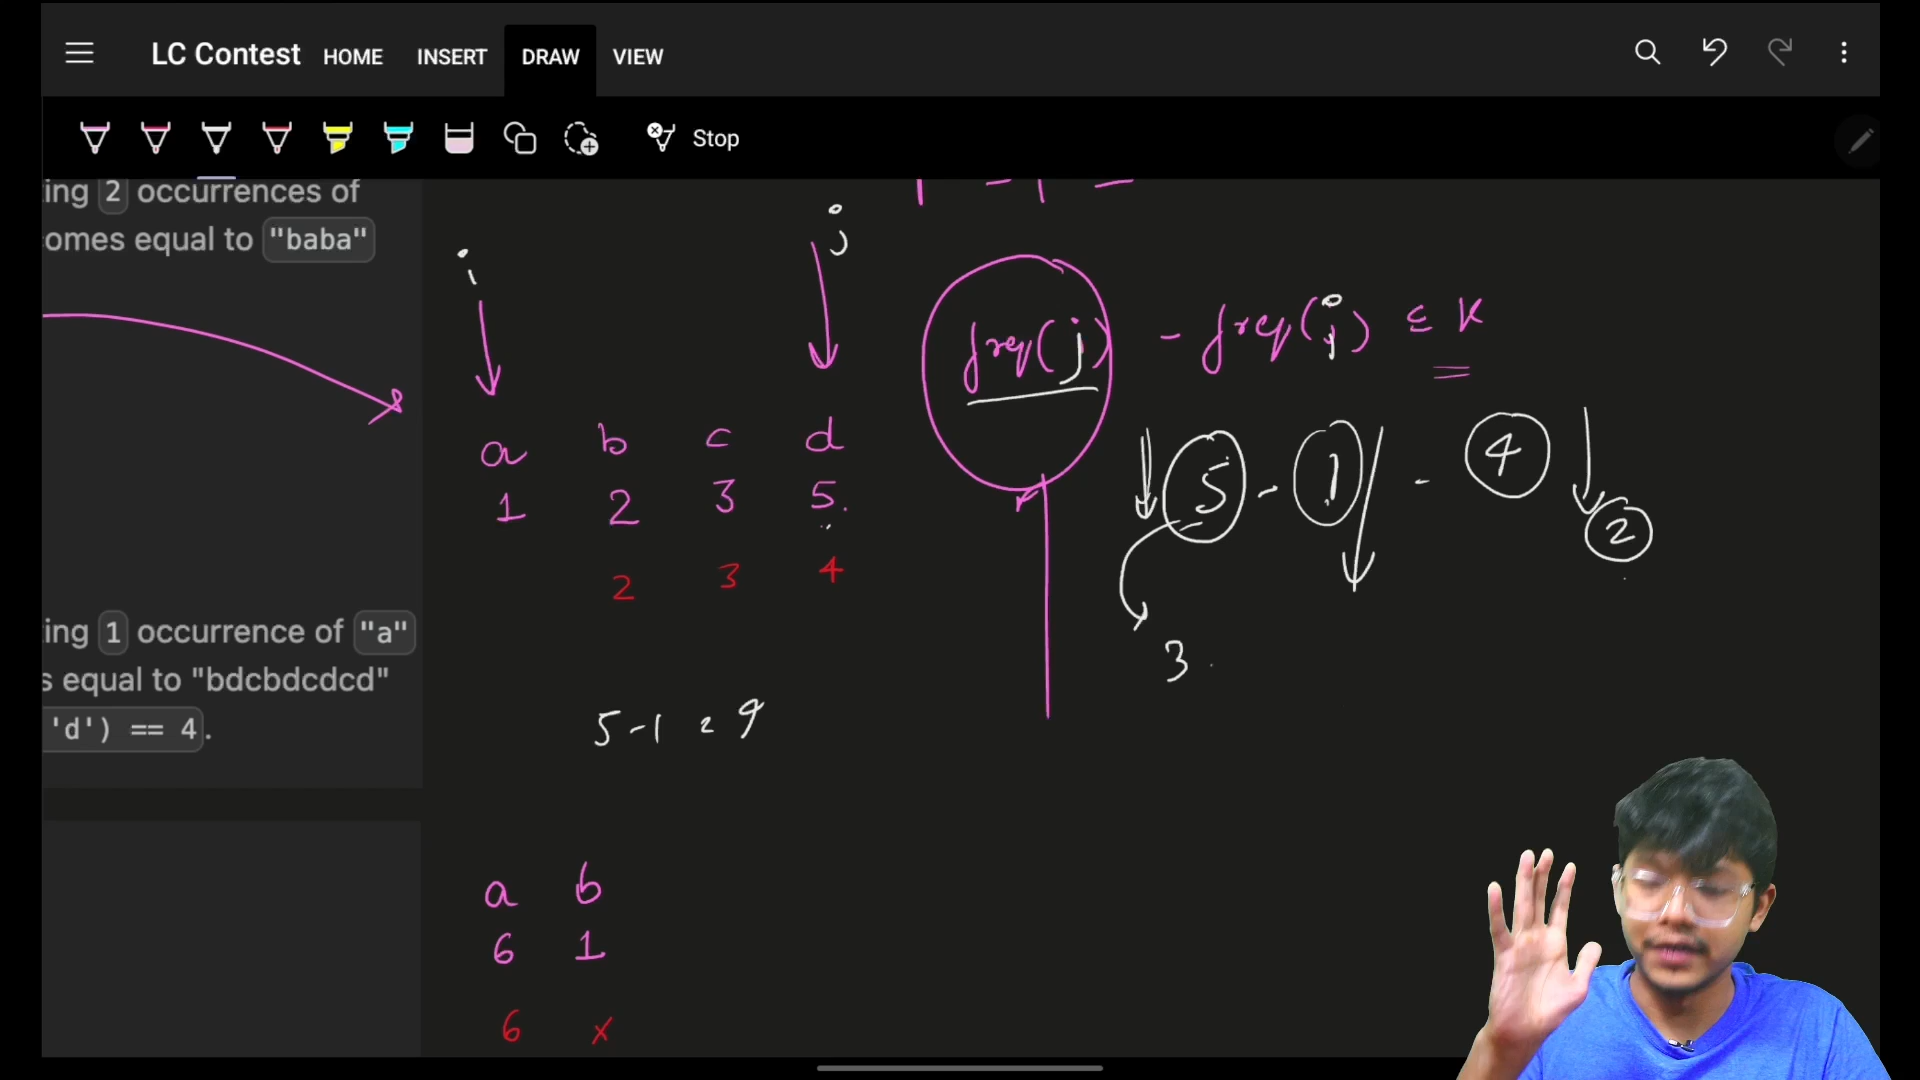 LC Contest HOME INSERT DRAW VIEW
Stop
ing 2 occurrences of
omes equal to "baba"
i
j
freq(j) - freq(i) ≤ K
a b c d
1 2 3 5.
2 3 4
5 - 1 - 4
2
3
ing 1 occurrence of "a"
s equal to "bdcbdcdcd"
'd') == 4.
5-1 = 4
a b
6 1
6 x